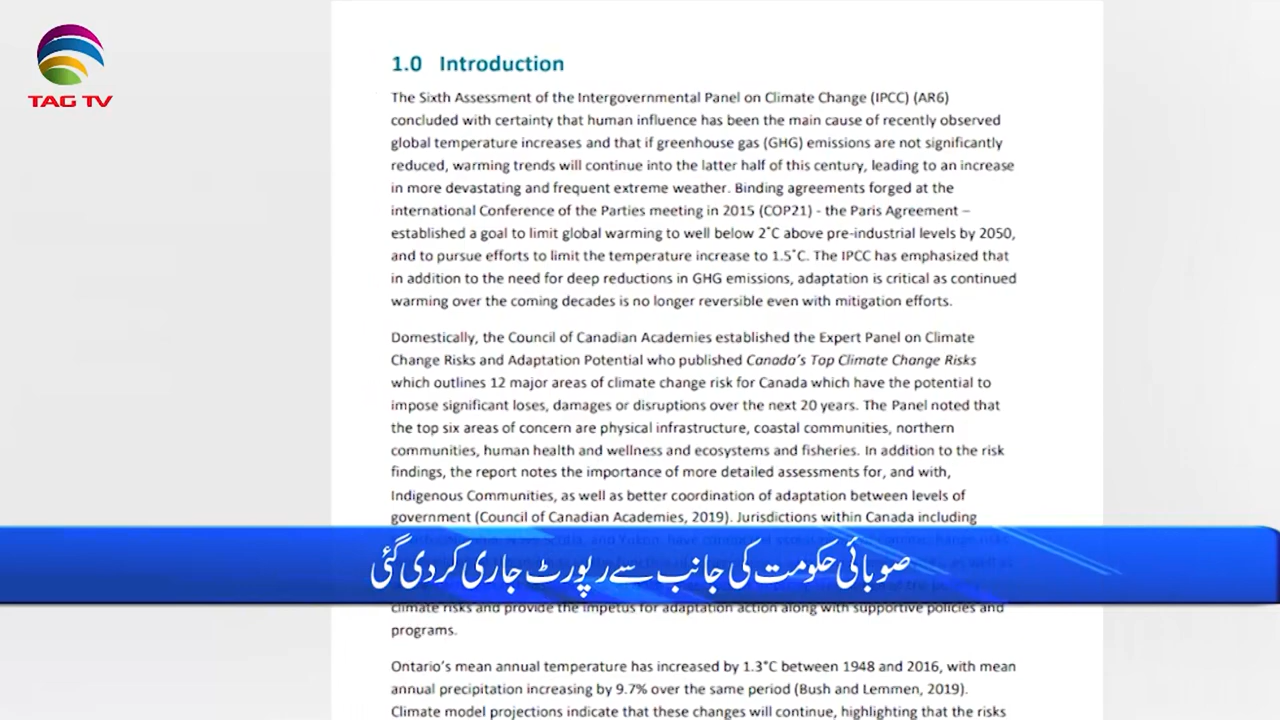 TAG TV
1.0 Introduction
The Sixth Assessment of the Intergovernmental Panel on Climate Change (IPCC) (AR6)
concluded with certainty that human influence has been the main cause of recently observed
global temperature increases and that if greenhouse gas (GHG) emissions are not significantly
reduced, warming trends will continue into the latter half of this century, leading to an increase
in more devastating and frequent extreme weather. Binding agreements forged at the
international Conference of the Parties meeting in 2015 (COP21) - the Paris Agreement –
established a goal to limit global warming to well below 2˚C above pre-industrial levels by 2050,
and to pursue efforts to limit the temperature increase to 1.5˚C. The IPCC has emphasized that
in addition to the need for deep reductions in GHG emissions, adaptation is critical as continued
warming over the coming decades is no longer reversible even with mitigation efforts.
Domestically, the Council of Canadian Academies established the Expert Panel on Climate
Change Risks and Adaptation Potential who published Canada's Top Climate Change Risks
which outlines 12 major areas of climate change risk for Canada which have the potential to
impose significant loses, damages or disruptions over the next 20 years. The Panel noted that
the top six areas of concern are physical infrastructure, coastal communities, northern
communities, human health and wellness and ecosystems and fisheries. In addition to the risk
findings, the report notes the importance of more detailed assessments for, and with,
Indigenous Communities, as well as better coordination of adaptation between levels of
government (Council of Canadian Academies, 2019). Jurisdictions within Canada including
صوبائی حکومت کی جانب سے رپورٹ جاری کر دی گئی
climate risks and provide the impetus for adaptation action along with supportive policies and
programs.
Ontario's mean annual temperature has increased by 1.3˚C between 1948 and 2016, with mean
annual precipitation increasing by 9.7% over the same period (Bush and Lemmen, 2019).
Climate model projections indicate that these changes will continue, highlighting that the risks